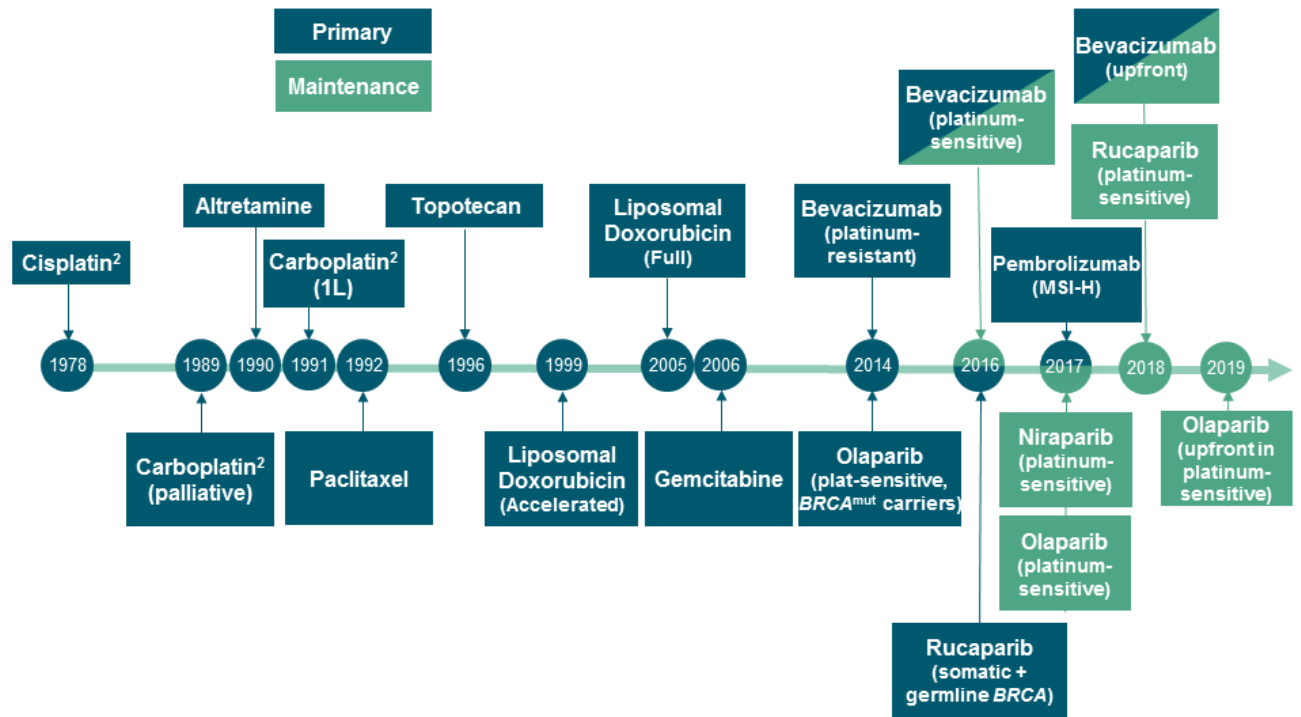 Primary
Maintenance
Bevacizumab
(upfront)
Bevacizumab
(platinum-
sensitive)
Rucaparib
(platinum-
sensitive)
Altretamine
Topotecan
Liposomal
Doxorubicin
(Full)
Bevacizumab
(platinum-
resistant)
Cisplatin²
Carboplatin²
(1L)
Pembrolizumab
(MSI-H)
1978
1989
1990
1991
1992
1996
1999
2005
2006
2014
2016
2017
2018
2019
Carboplatin²
(palliative)
Paclitaxel
Liposomal
Doxorubicin
(Accelerated)
Gemcitabine
Olaparib
(plat-sensitive,
BRCAᵐᵘᵗ carriers)
Niraparib
(platinum-
sensitive)
Olaparib
(upfront in
platinum-
sensitive)
Olaparib
(platinum-
sensitive)
Rucaparib
(somatic +
germline BRCA)